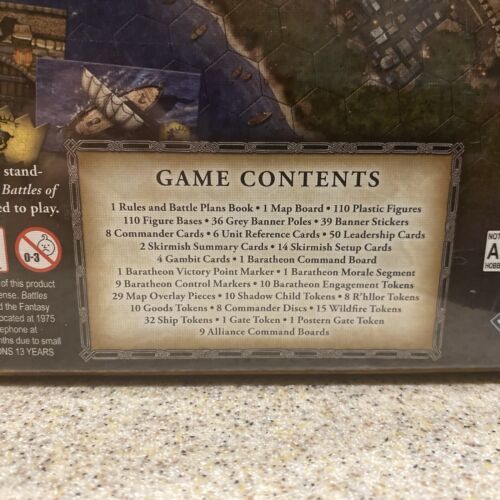 stand-
Battles of
ed to play.
0-3
of this product
ense. Battles
d the Fantasy
ocated at 1975
ephone at
nths due to small
ONS 13 YEARS
GAME CONTENTS
1 Rules and Battle Plans Book • 1 Map Board • 110 Plastic Figures
110 Figure Bases • 36 Grey Banner Poles • 39 Banner Stickers
8 Commander Cards • 6 Unit Reference Cards • 50 Leadership Cards
2 Skirmish Summary Cards • 14 Skirmish Setup Cards
4 Gambit Cards • 1 Baratheon Command Board
1 Baratheon Victory Point Marker • 1 Baratheon Morale Segment
9 Baratheon Control Markers • 10 Baratheon Engagement Tokens
29 Map Overlay Pieces • 10 Shadow Child Tokens • 8 R'hllor Tokens
10 Goods Tokens • 8 Commander Discs • 15 Wildfire Tokens
32 Ship Tokens • 1 Gate Token • 1 Postern Gate Token
9 Alliance Command Boards
NOT
A
HOBB